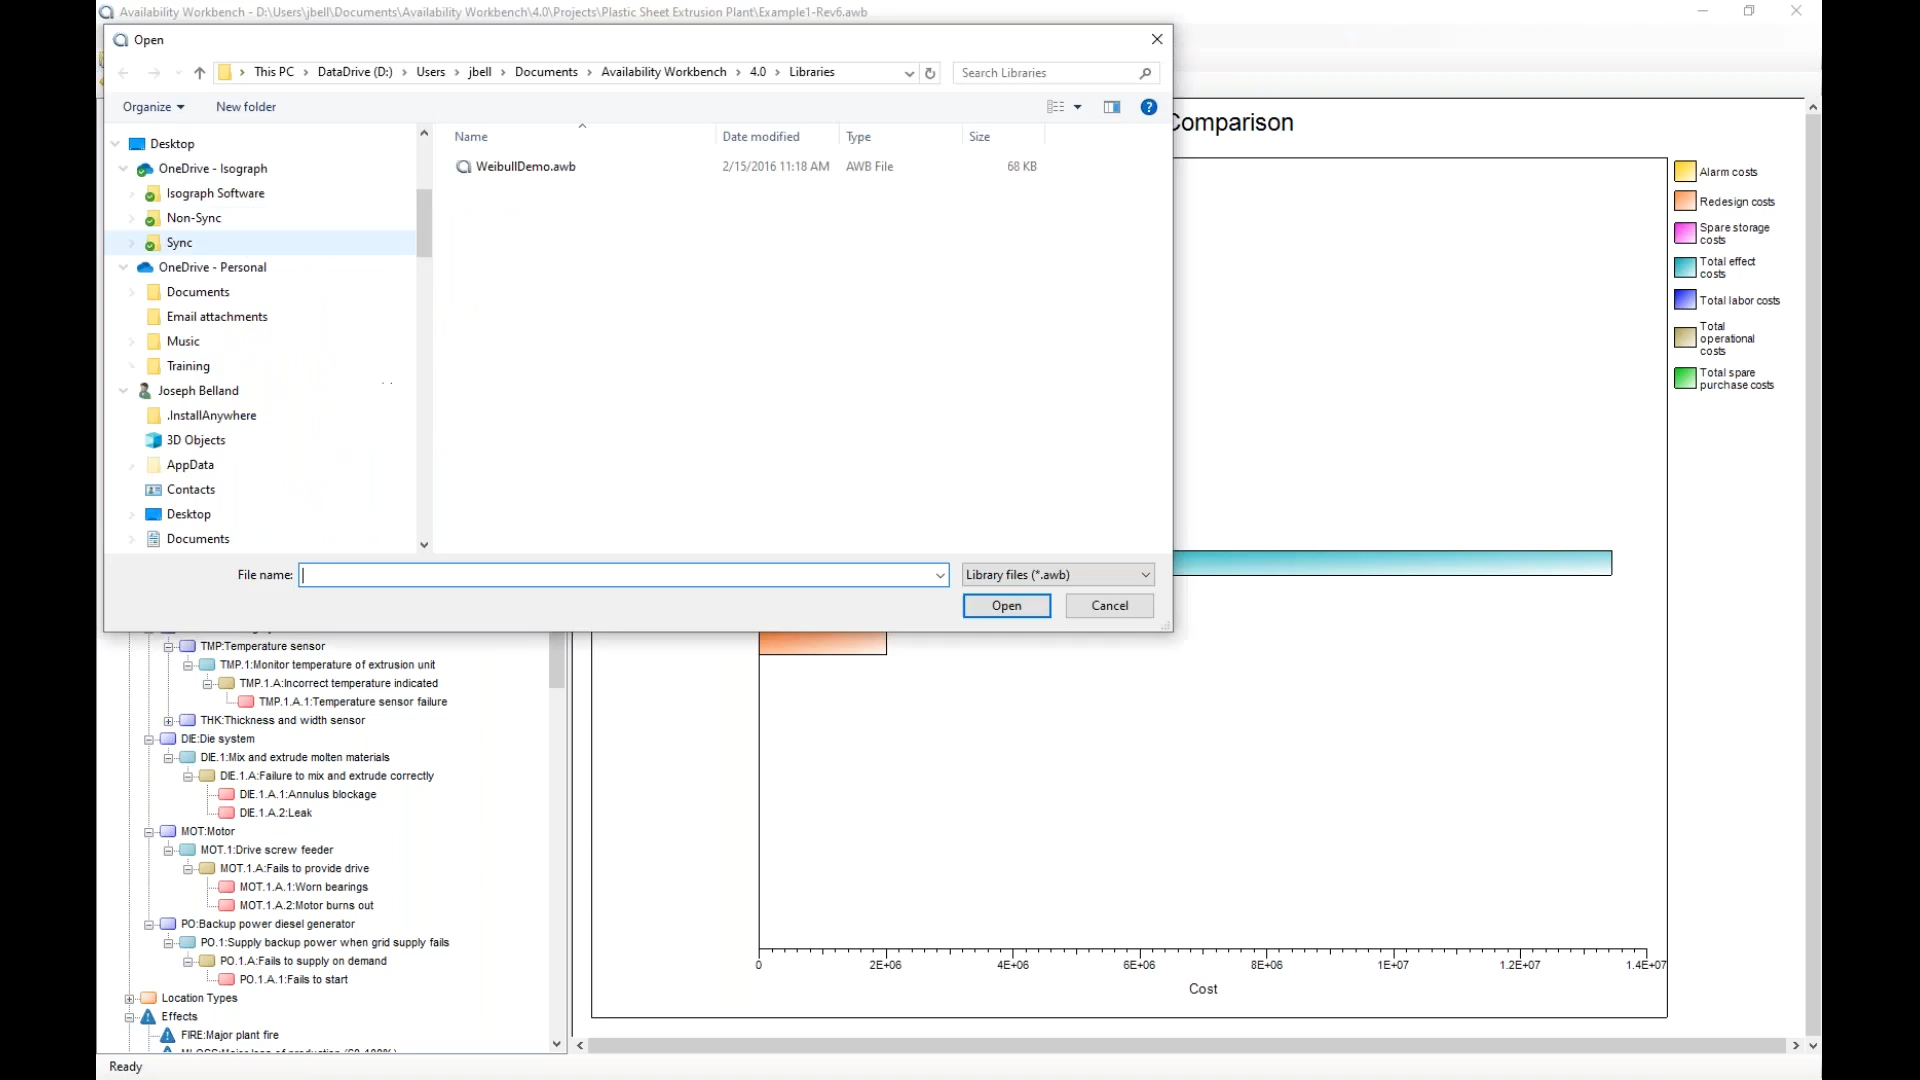 Availability Workbench - D:\Users\jbell\Documents\Availability Workbench\4.0\Projects\Plastic Sheet Extrusion Plant\Example1-Rev6.awb
Open
This PC > DataDrive (D:) > Users > jbell > Documents > Availability Workbench > 4.0 > Libraries
Search Libraries
Organize
New folder
Name
Date modified
Type
Size
WeibullDemo.awb
2/15/2016 11:18 AM
AWB File
68 KB
Desktop
OneDrive - Isograph
Isograph Software
Non-Sync
Sync
OneDrive - Personal
Documents
Email attachments
Music
Training
Joseph Belland
.InstallAnywhere
3D Objects
AppData
Contacts
Desktop
Documents
File name:
Library files (*.awb)
Open
Cancel
Comparison
Alarm costs
Redesign costs
Spare storage
costs
Total effect
costs
Total labor costs
Total
operational
costs
Total spare
purchase costs
TMP:Temperature sensor
TMP.1:Monitor temperature of extrusion unit
TMP.1.A:Incorrect temperature indicated
TMP.1.A.1:Temperature sensor failure
THK:Thickness and width sensor
DIE:Die system
DIE.1:Mix and extrude molten materials
DIE.1.A:Failure to mix and extrude correctly
DIE.1.A.1:Annulus blockage
DIE.1.A.2:Leak
MOT:Motor
MOT.1:Drive screw feeder
MOT.1.A:Fails to provide drive
MOT.1.A.1:Worn bearings
MOT.1.A.2:Motor burns out
PO:Backup power diesel generator
PO.1:Supply backup power when grid supply fails
PO.1.A:Fails to supply on demand
PO.1.A.1:Fails to start
Location Types
Effects
FIRE:Major plant fire
0 2E+06 4E+06 6E+06 8E+06 1E+07 1.2E+07 1.4E+07
Cost
Ready